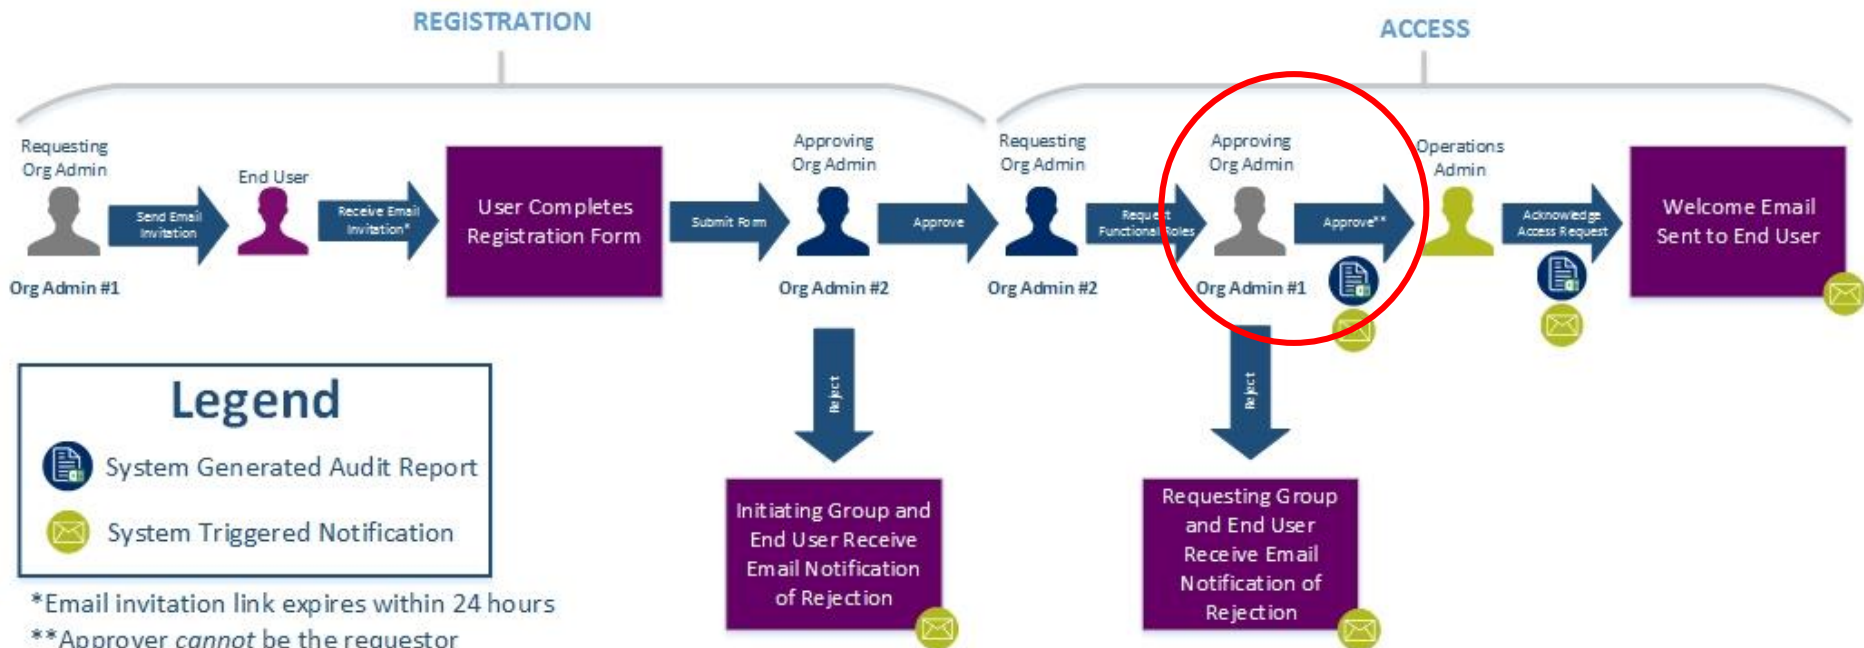 REGISTRATION
ACCESS
Requesting
Org Admin
Send Email
Invitation
Org Admin #1
End User
Receive Email
Invitation*
User Completes
Registration Form
Submit Form
Approving
Org Admin
Approve
Org Admin #2
Requesting
Org Admin
Request
Functional Roles
Org Admin #2
Approving
Org Admin
Approve**
Org Admin #1
Operations
Admin
Acknowledge
Access Request
Welcome Email
Sent to End User
Reject
Reject
Initiating Group and
End User Receive
Email Notification
of Rejection
Requesting Group
and End User
Receive Email
Notification of
Rejection
Legend
System Generated Audit Report
System Triggered Notification
*Email invitation link expires within 24 hours
**Approver cannot be the requestor